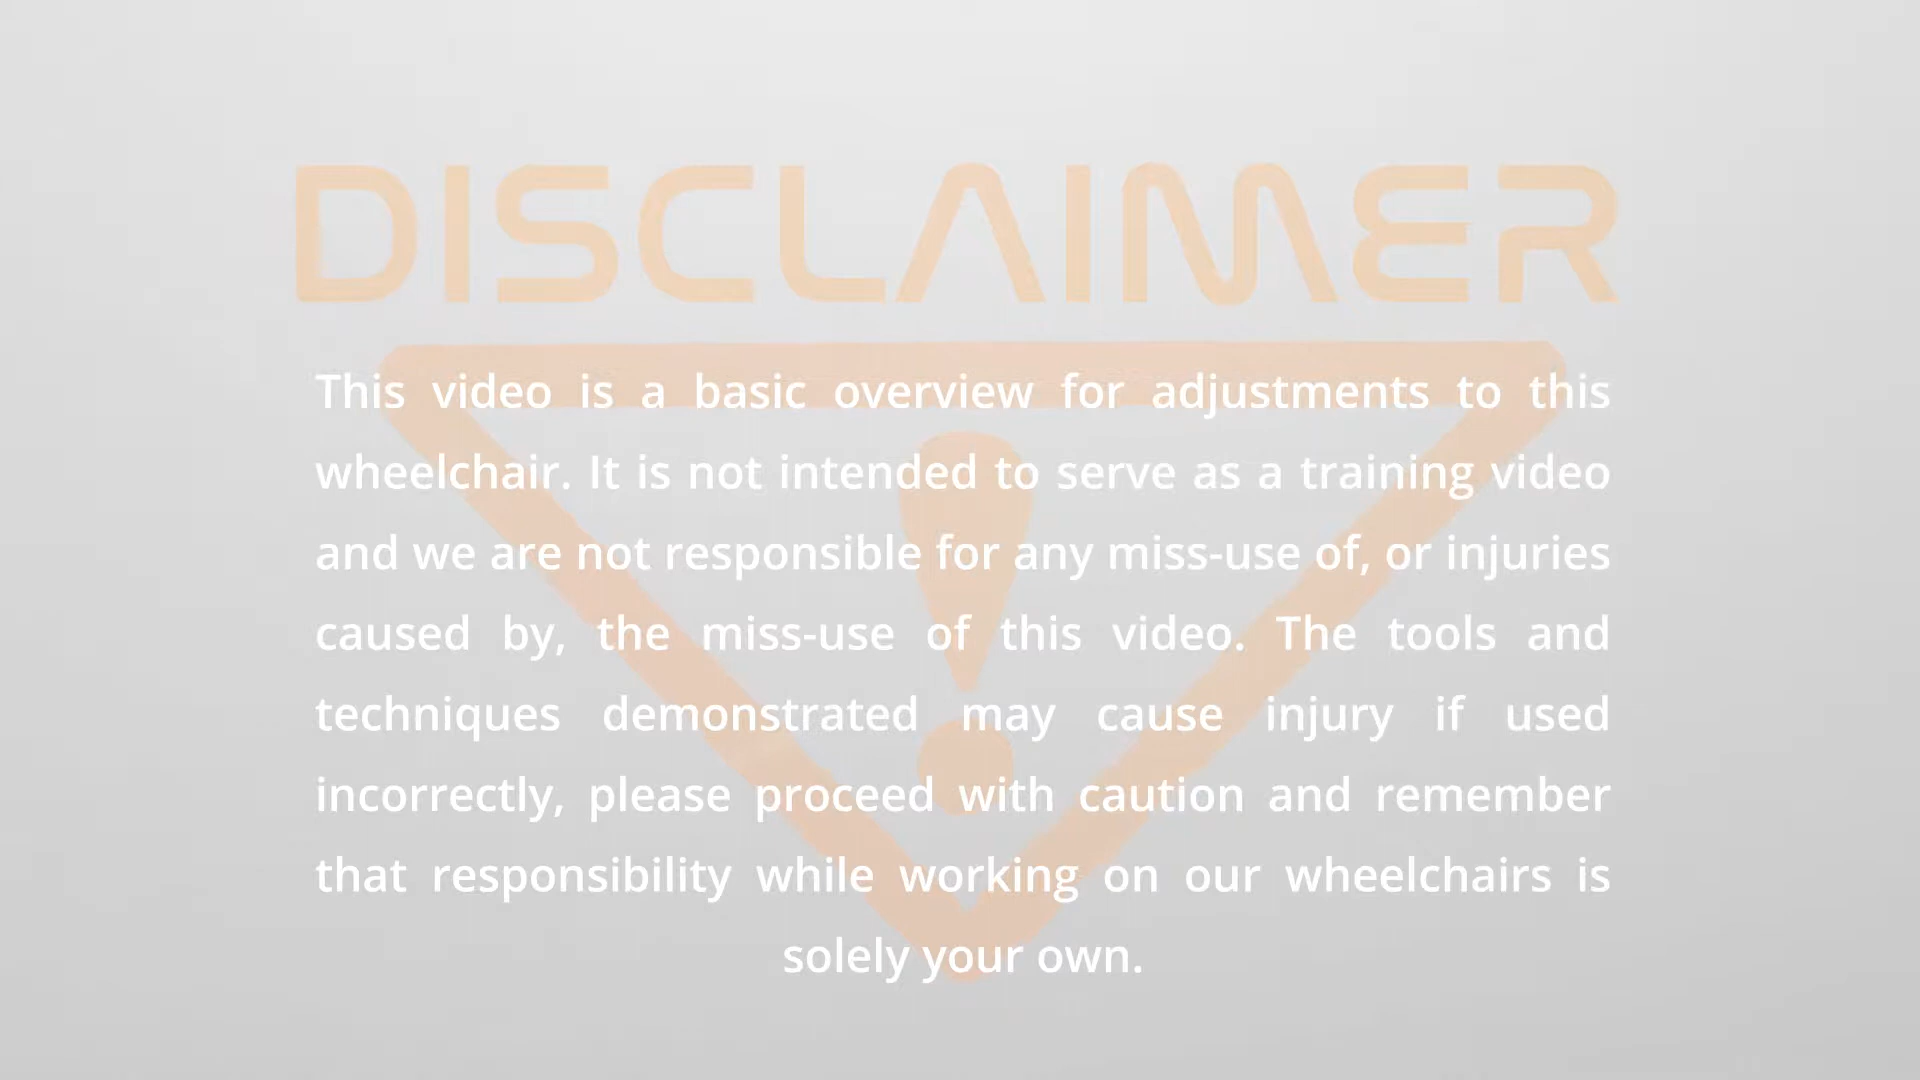 DISCLAIMER
This video is a basic overview for adjustments to this
wheelchair. It is not intended to serve as a training video
and we are not responsible for any miss-use of, or injuries
caused by, the miss-use of this video. The tools and
techniques demonstrated may cause injury if used
incorrectly, please proceed with caution and remember
that responsibility while working on our wheelchairs is
solely your own.